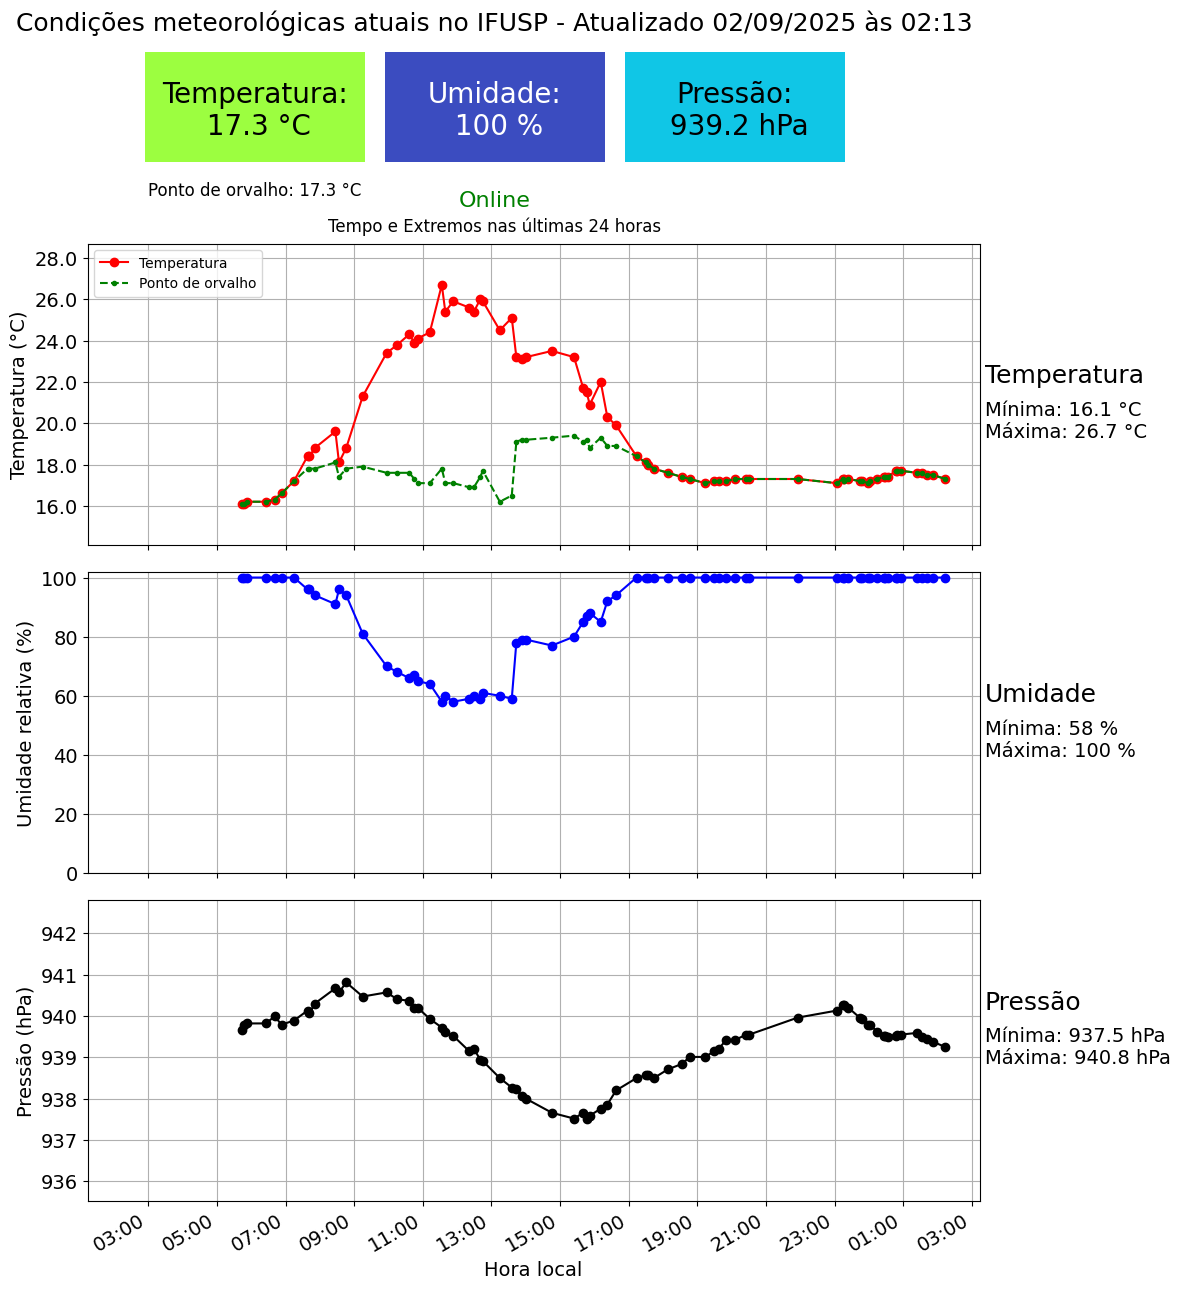 Condições meteorológicas atuais no IFUSP - Atualizado 02/09/2025 às 02:13
Temperatura:
17.3 °C
Umidade:
100 %
Pressão:
939.2 hPa
Ponto de orvalho: 17.3 °C
Online
Tempo e Extremos nas últimas 24 horas
Temperatura
Ponto de orvalho
Temperatura (°C)
28.0
26.0
24.0
22.0
20.0
18.0
16.0
Temperatura
Mínima: 16.1 °C
Máxima: 26.7 °C
Umidade relativa (%)
100
80
60
40
20
0
Umidade
Mínima: 58 %
Máxima: 100 %
Pressão (hPa)
942
941
940
939
938
937
936
Pressão
Mínima: 937.5 hPa
Máxima: 940.8 hPa
03:00
05:00
07:00
09:00
11:00
13:00
15:00
17:00
19:00
21:00
23:00
01:00
03:00
Hora local